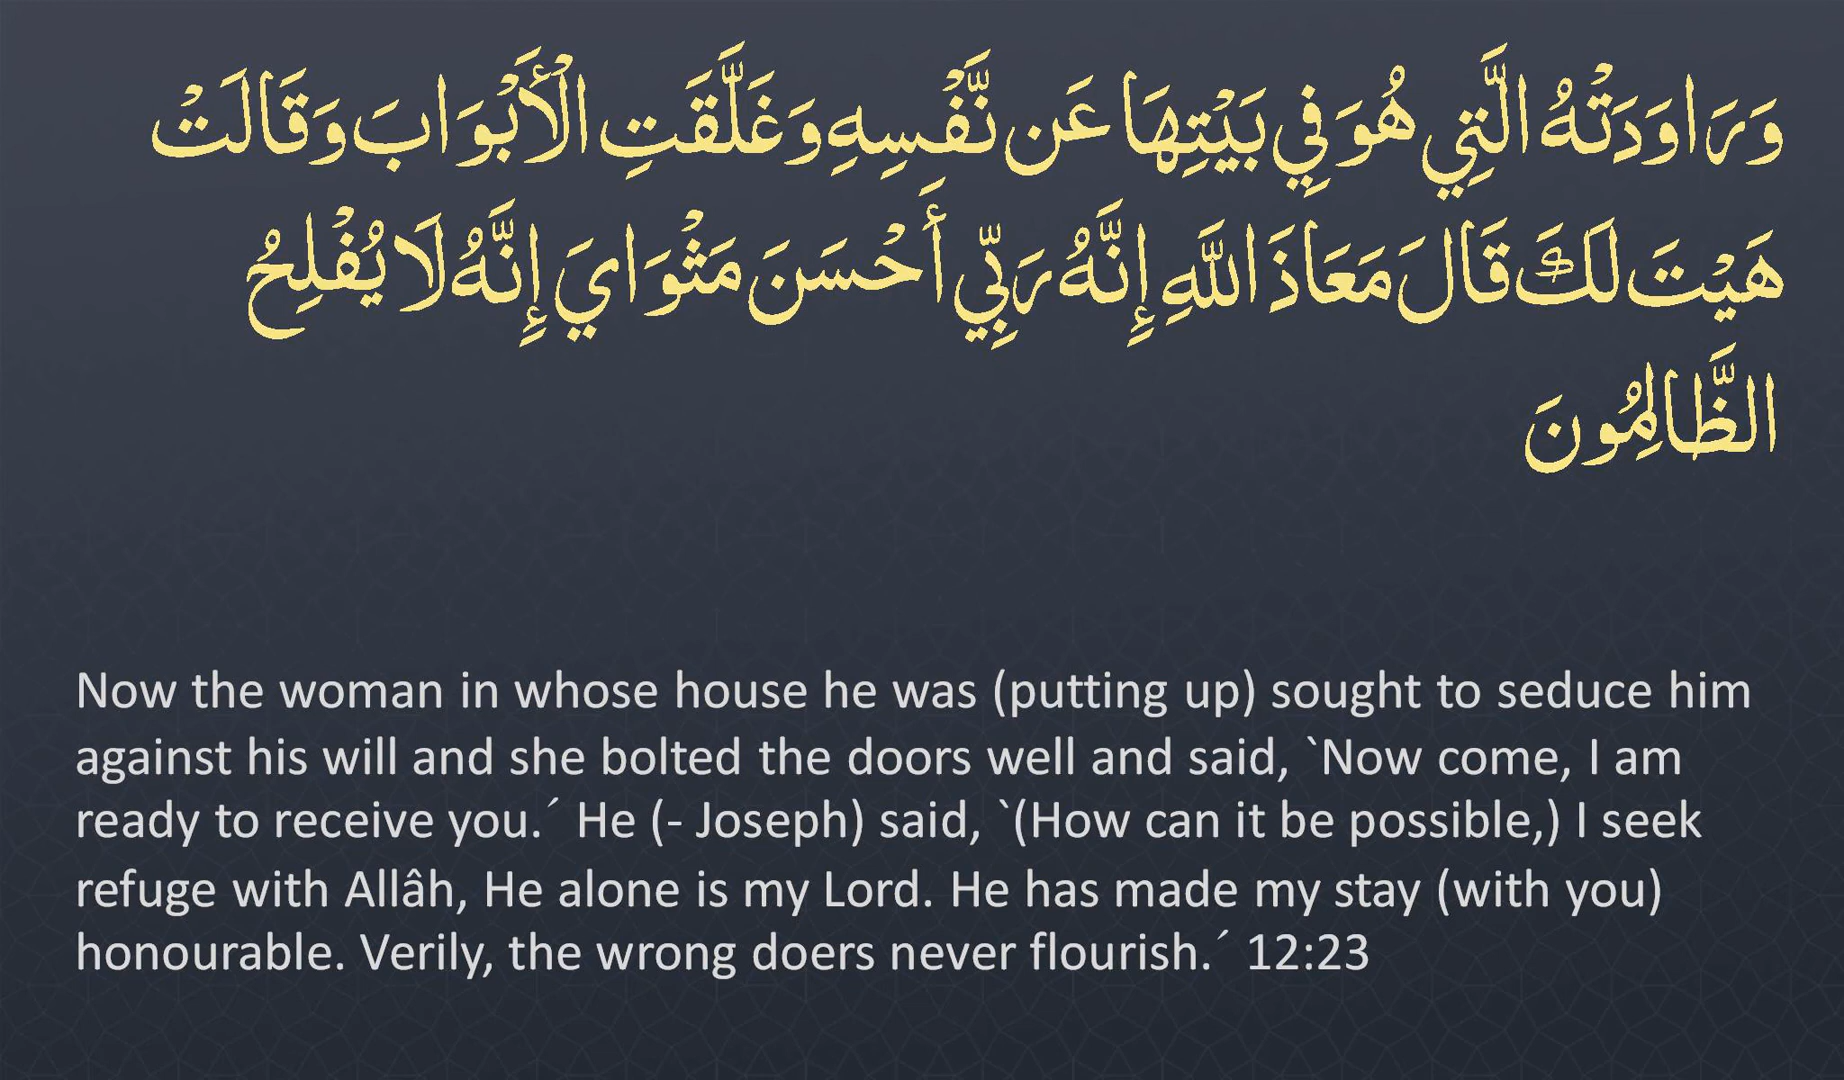 وَرَاوَدَتْهُ الَّتِي هُوَ فِي بَيْتِهَا عَن نَّفْسِهِ وَغَلَّقَتِ الْأَبْوَابَ وَقَالَتْ
هَيْتَ لَكَ قَالَ مَعَاذَ اللَّهِ إِنَّهُ رَبِّي أَحْسَنَ مَثْوَايَ إِنَّهُ لَا يُفْلِحُ
الظَّالِمُونَ
Now the woman in whose house he was (putting up) sought to seduce him
against his will and she bolted the doors well and said, `Now come, I am
ready to receive you.´ He (- Joseph) said, `(How can it be possible,) I seek
refuge with Allâh, He alone is my Lord. He has made my stay (with you)
honourable. Verily, the wrong doers never flourish.´ 12:23